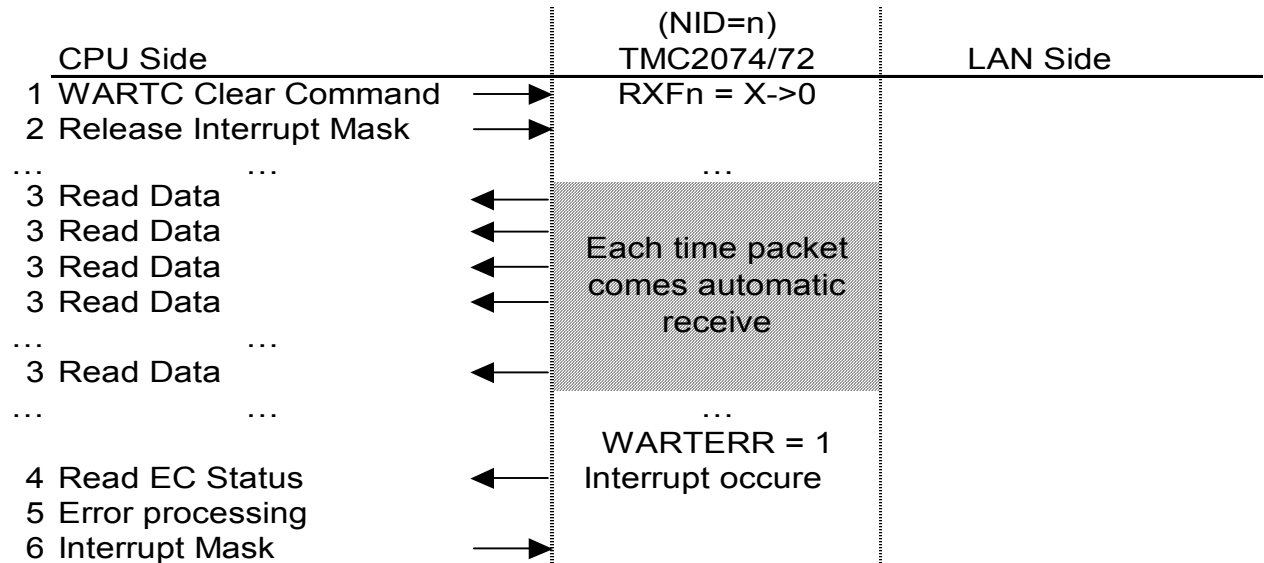 (NID=n)
CPU Side TMC2074/72 LAN Side
1 WARTC Clear Command RXFn = X->0
2 Release Interrupt Mask
... ... ...
3 Read Data
3 Read Data
3 Read Data
3 Read Data
Each time packet
comes automatic
receive
... ...
3 Read Data
... ... ...
WARTERR = 1
4 Read EC Status Interrupt occure
5 Error processing
6 Interrupt Mask